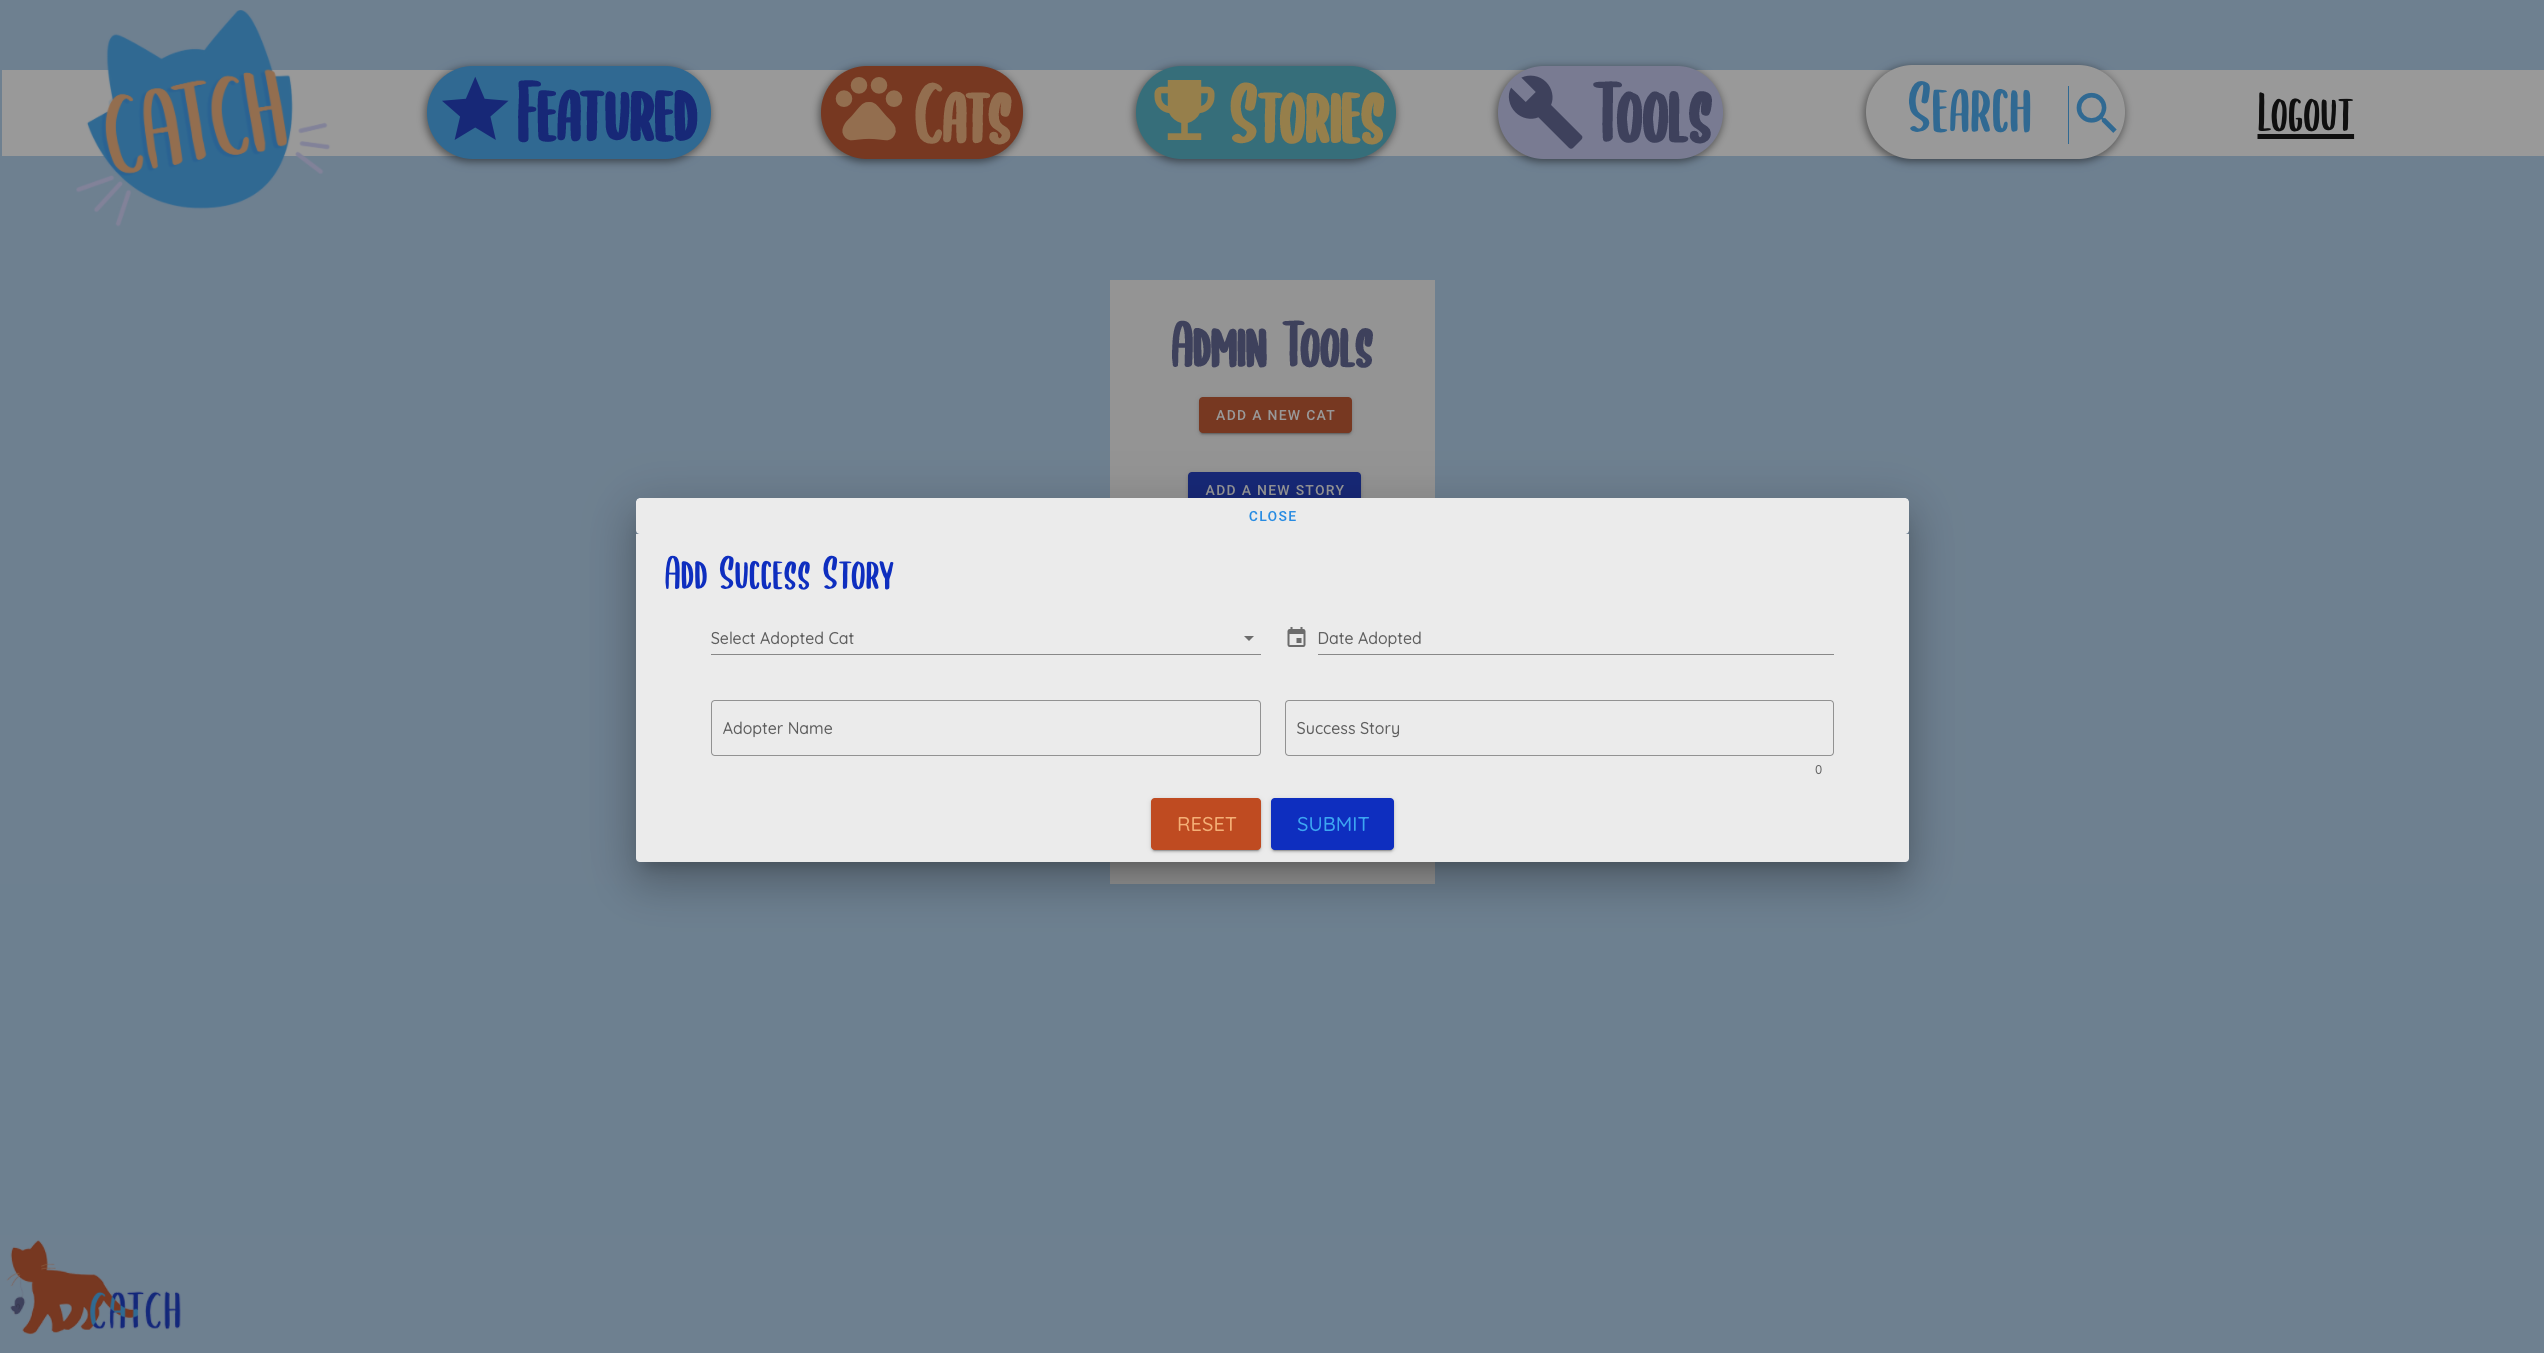 CATCH
FEATURED
CATS
STORIES
TOOLS
SEARCH
LOGOUT
ADMIN TOOLS
ADD A NEW CAT
ADD A NEW STORY
CLOSE
ADD SUCCESS STORY
Select Adopted Cat
Date Adopted
Adopter Name
Success Story
0
RESET
SUBMIT
CATCH